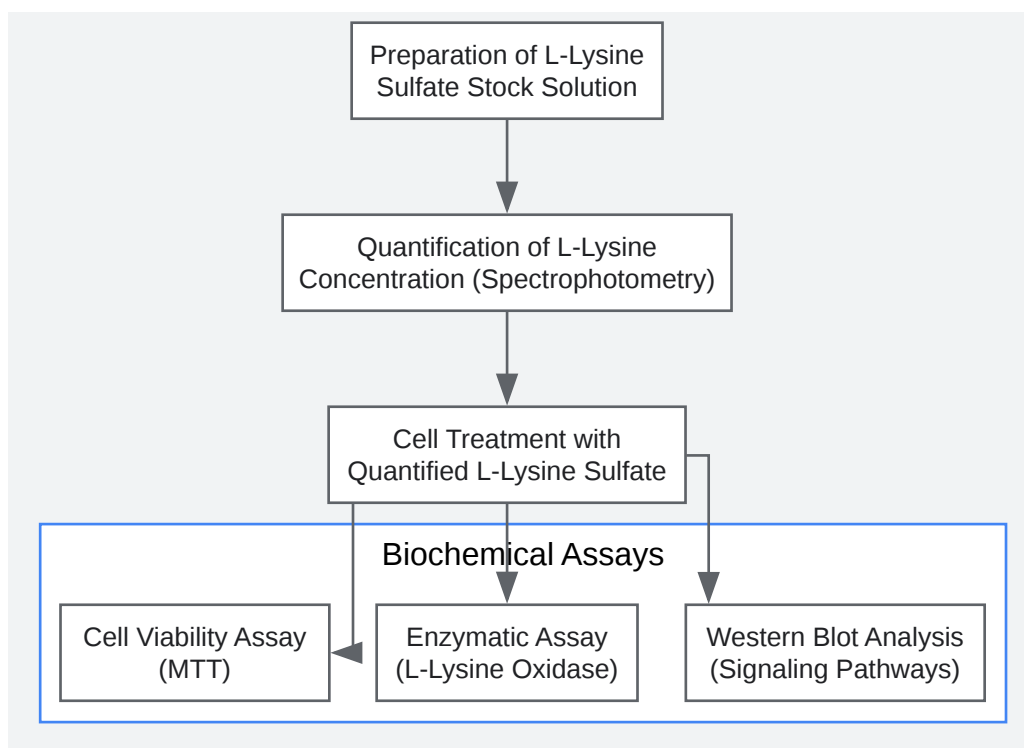 Preparation of L-Lysine
Sulfate Stock Solution
Quantification of L-Lysine
Concentration (Spectrophotometry)
Cell Treatment with
Quantified L-Lysine Sulfate
Biochemical Assays
Cell Viability Assay
(MTT)
Enzymatic Assay
(L-Lysine Oxidase)
Western Blot Analysis
(Signaling Pathways)